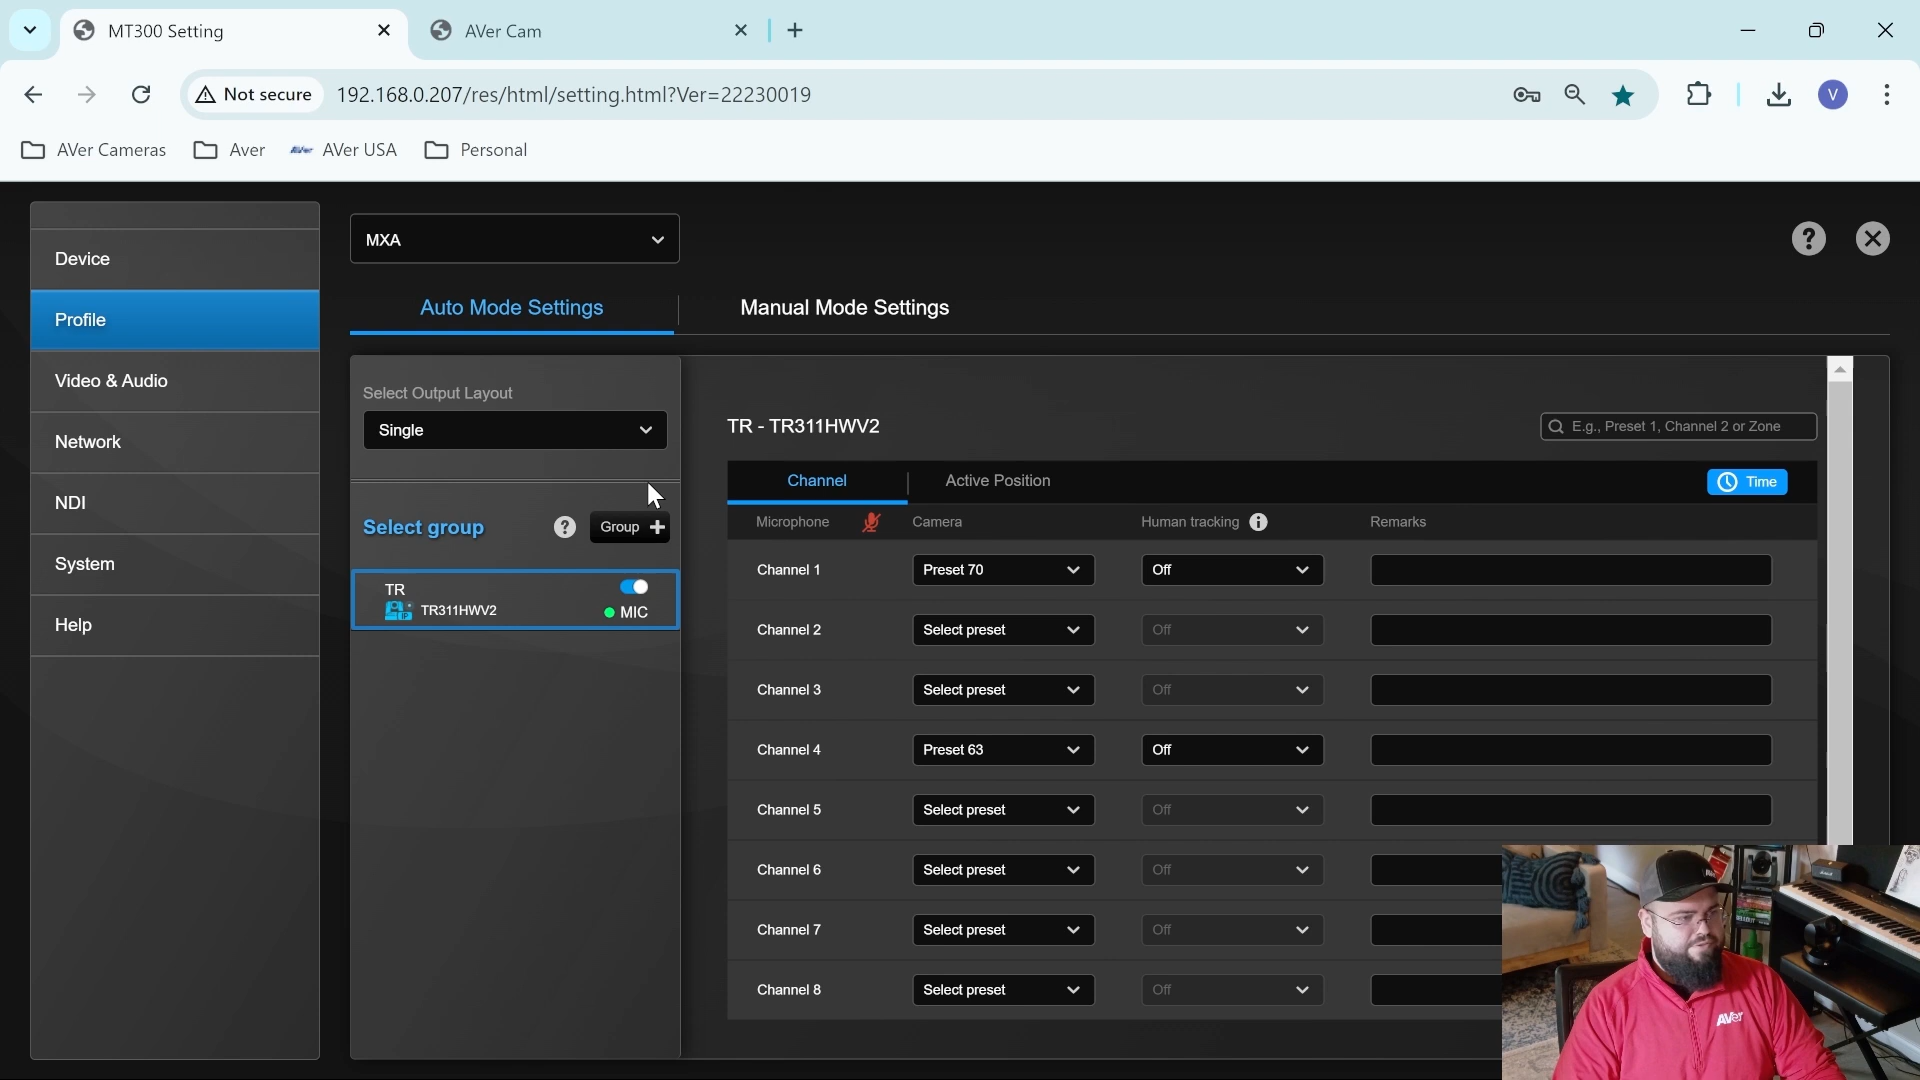 MT300 Setting
AVer Cam
Not secure
192.168.0.207/res/html/setting.html?Ver=22230019
V
AVer Cameras
Aver
AVer USA
Personal
Device
Profile
Video & Audio
Network
NDI
System
Help
MXA
Auto Mode Settings
Manual Mode Settings
Select Output Layout
Single
Select group
Group +
TR
TR311HWV2
MIC
TR - TR311HWV2
E.g., Preset 1, Channel 2 or Zone
Channel
Active Position
Time
Microphone
Camera
Human tracking
Remarks
Channel 1
Preset 70
Off
Channel 2
Select preset
Off
Channel 3
Select preset
Off
Channel 4
Preset 63
Off
Channel 5
Select preset
Off
Channel 6
Select preset
Off
Channel 7
Select preset
Off
Channel 8
Select preset
Off
AVer